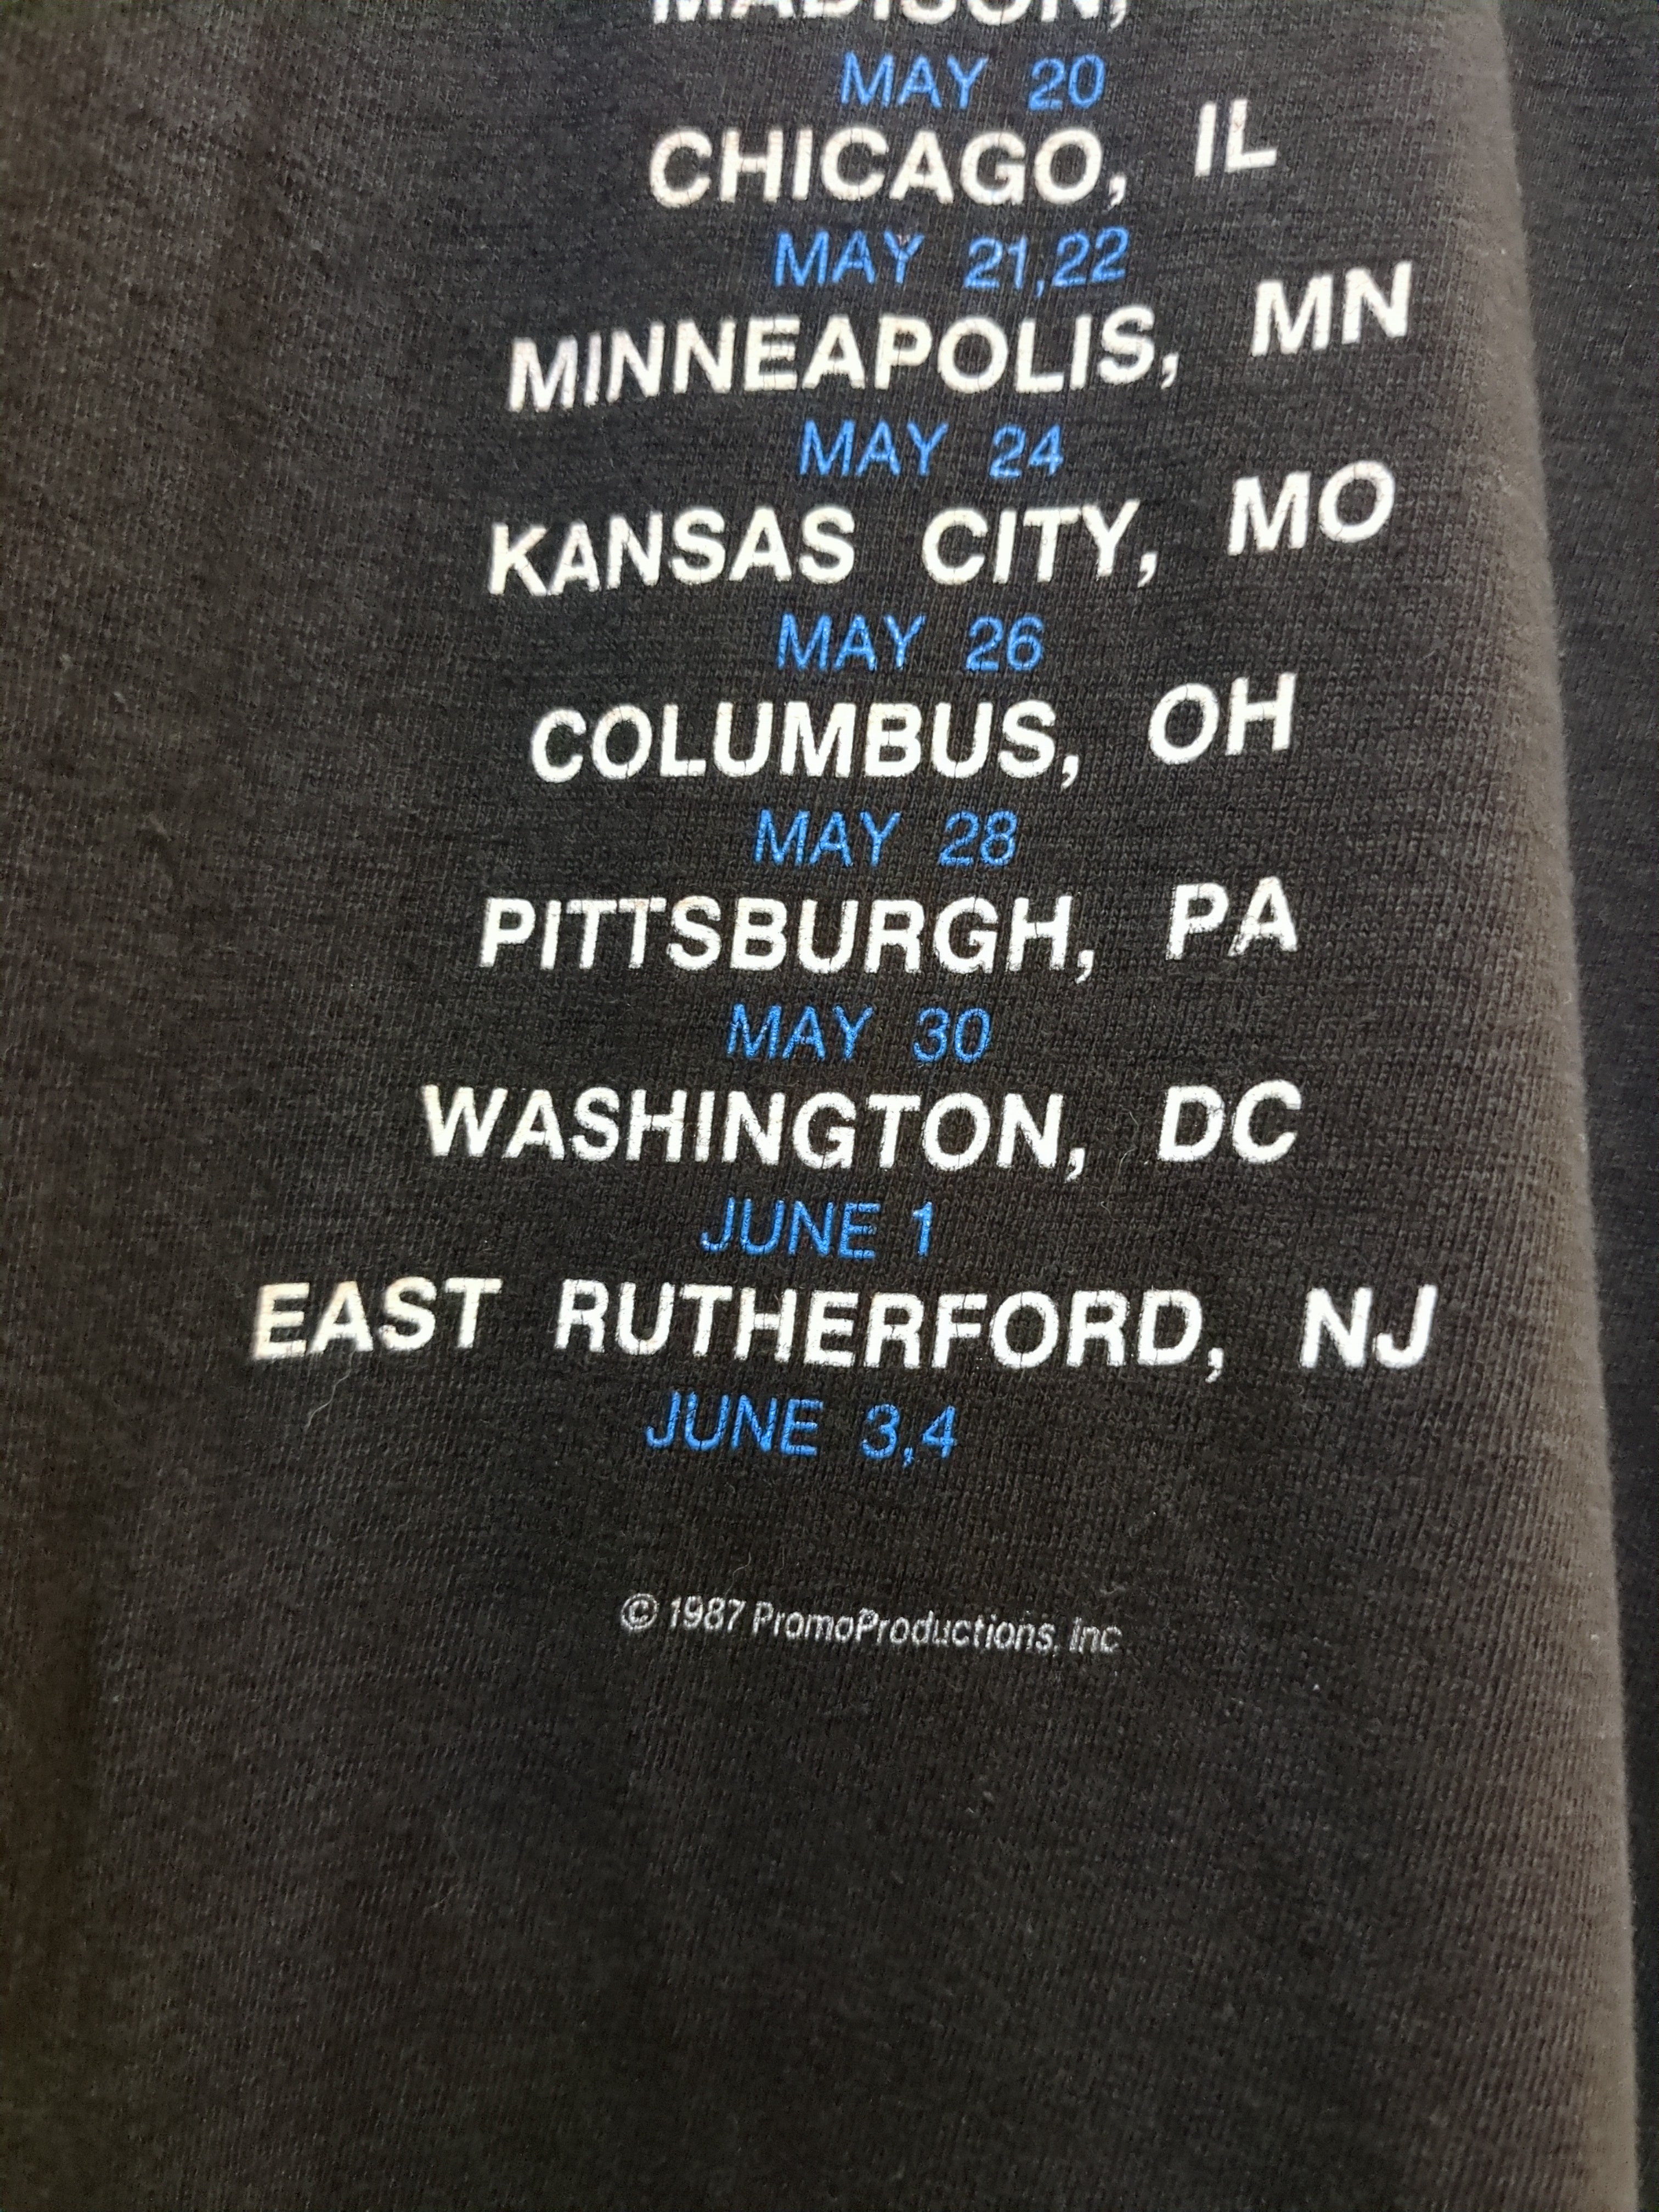 MADISON,
MAY 20
CHICAGO, IL
MAY 21,22
MINNEAPOLIS, MN
MAY 24
KANSAS CITY, MO
MAY 26
COLUMBUS, OH
MAY 28
PITTSBURGH, PA
MAY 30
WASHINGTON, DC
JUNE 1
EAST RUTHERFORD, NJ
JUNE 3,4
© 1987 PromoProductions, Inc